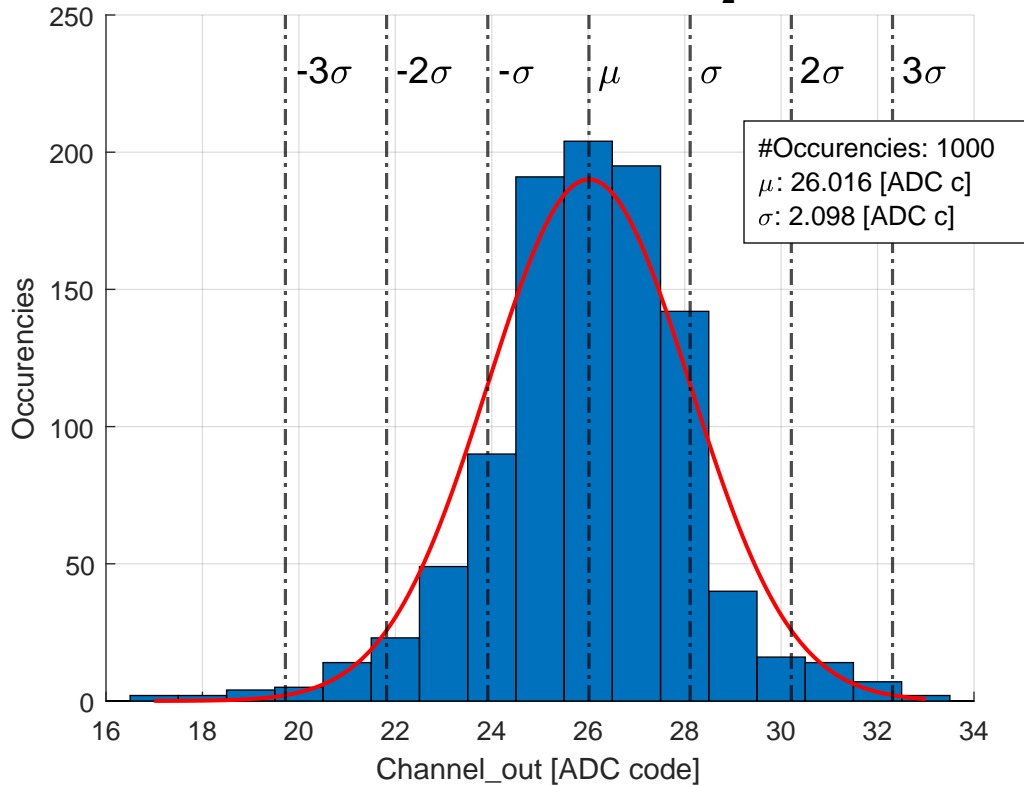 250
200
150
100
50
0
Occurencies
-3σ -2σ -σ μ σ 2σ 3σ
#Occurencies: 1000
μ: 26.016 [ADC c]
σ: 2.098 [ADC c]
16 18 20 22 24 26 28 30 32 34
Channel_out [ADC code]